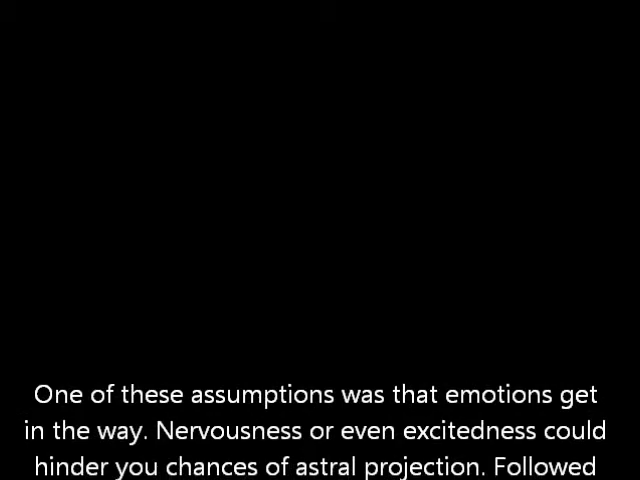 One of these assumptions was that emotions get
in the way. Nervousness or even excitedness could
hinder you chances of astral projection. Followed